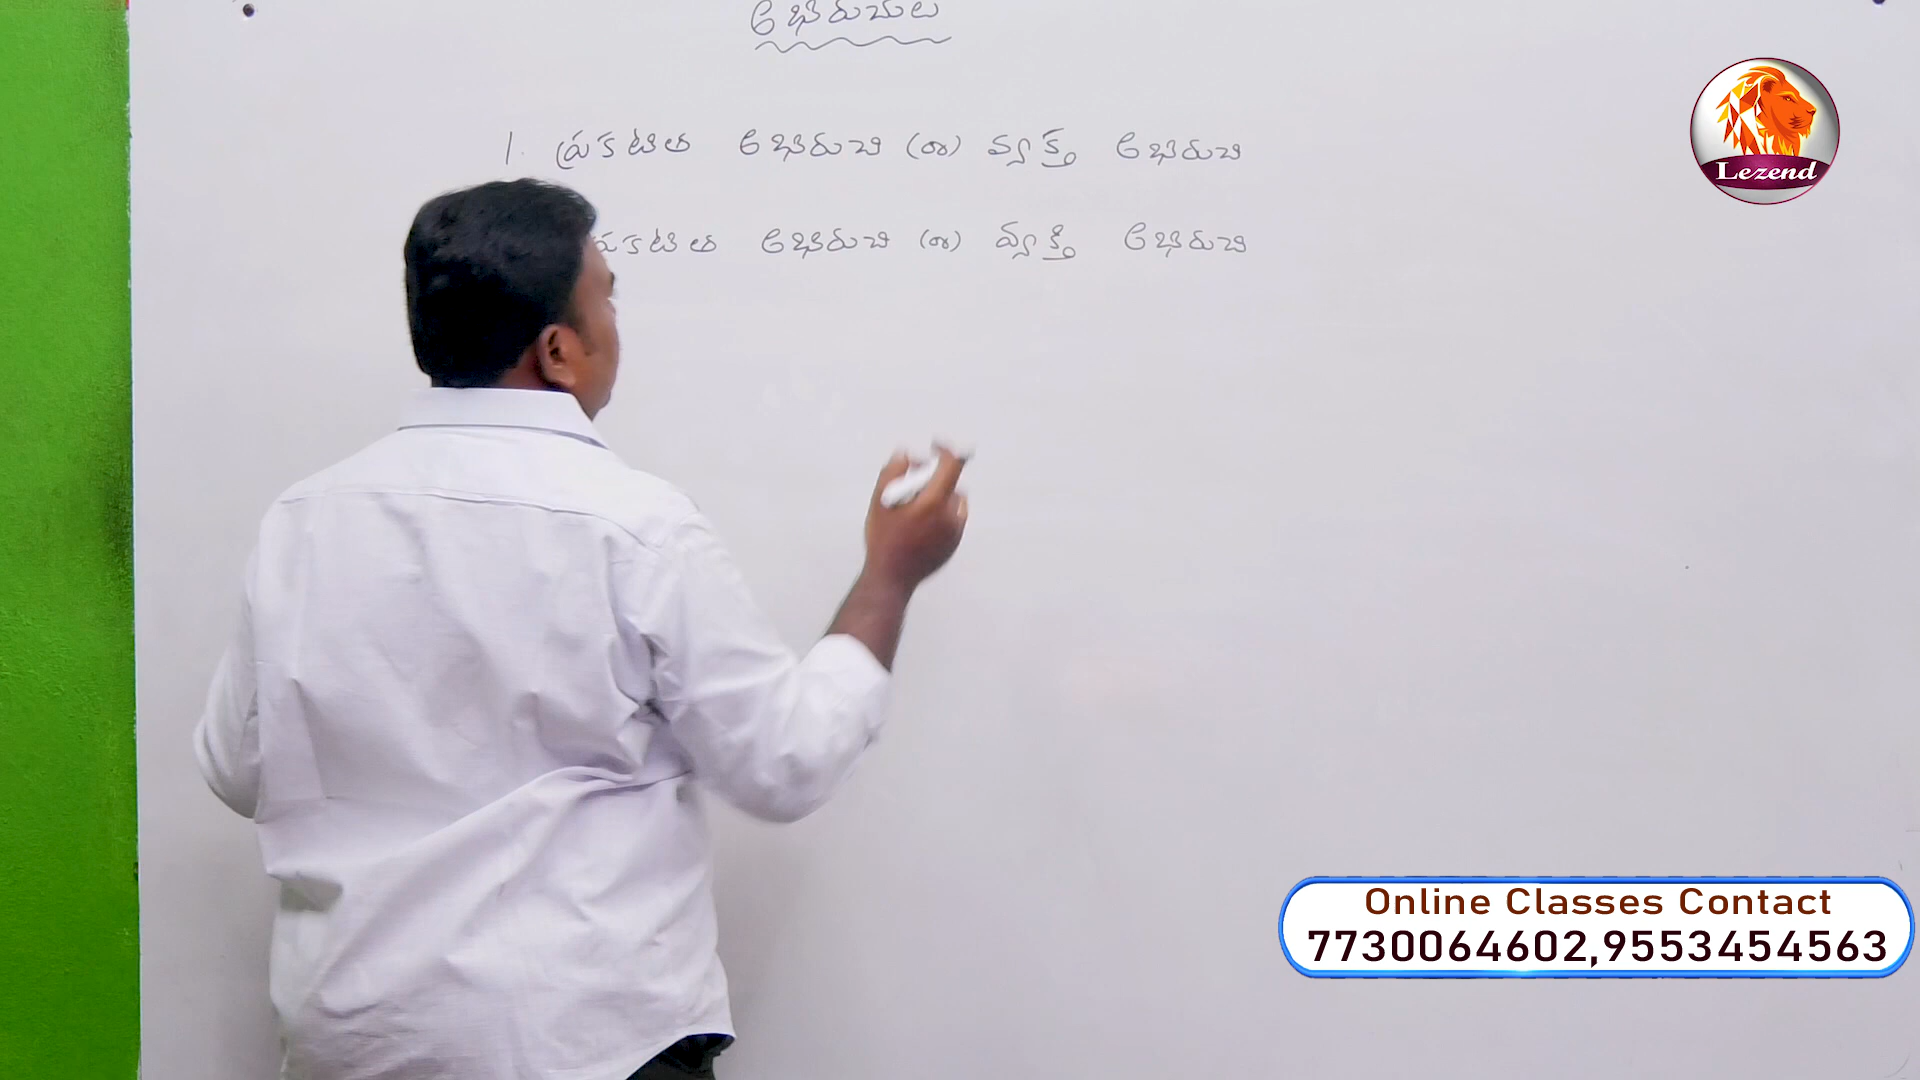 అభిరుచుల
1. ప్రకటిత అభిరుచి (లా) వ్యక్త అభిరుచి
ప్రకటిత అభిరుచి (లా) వ్యక్తి అభిరుచి
Lezend
Online Classes Contact
7730064602,9553454563